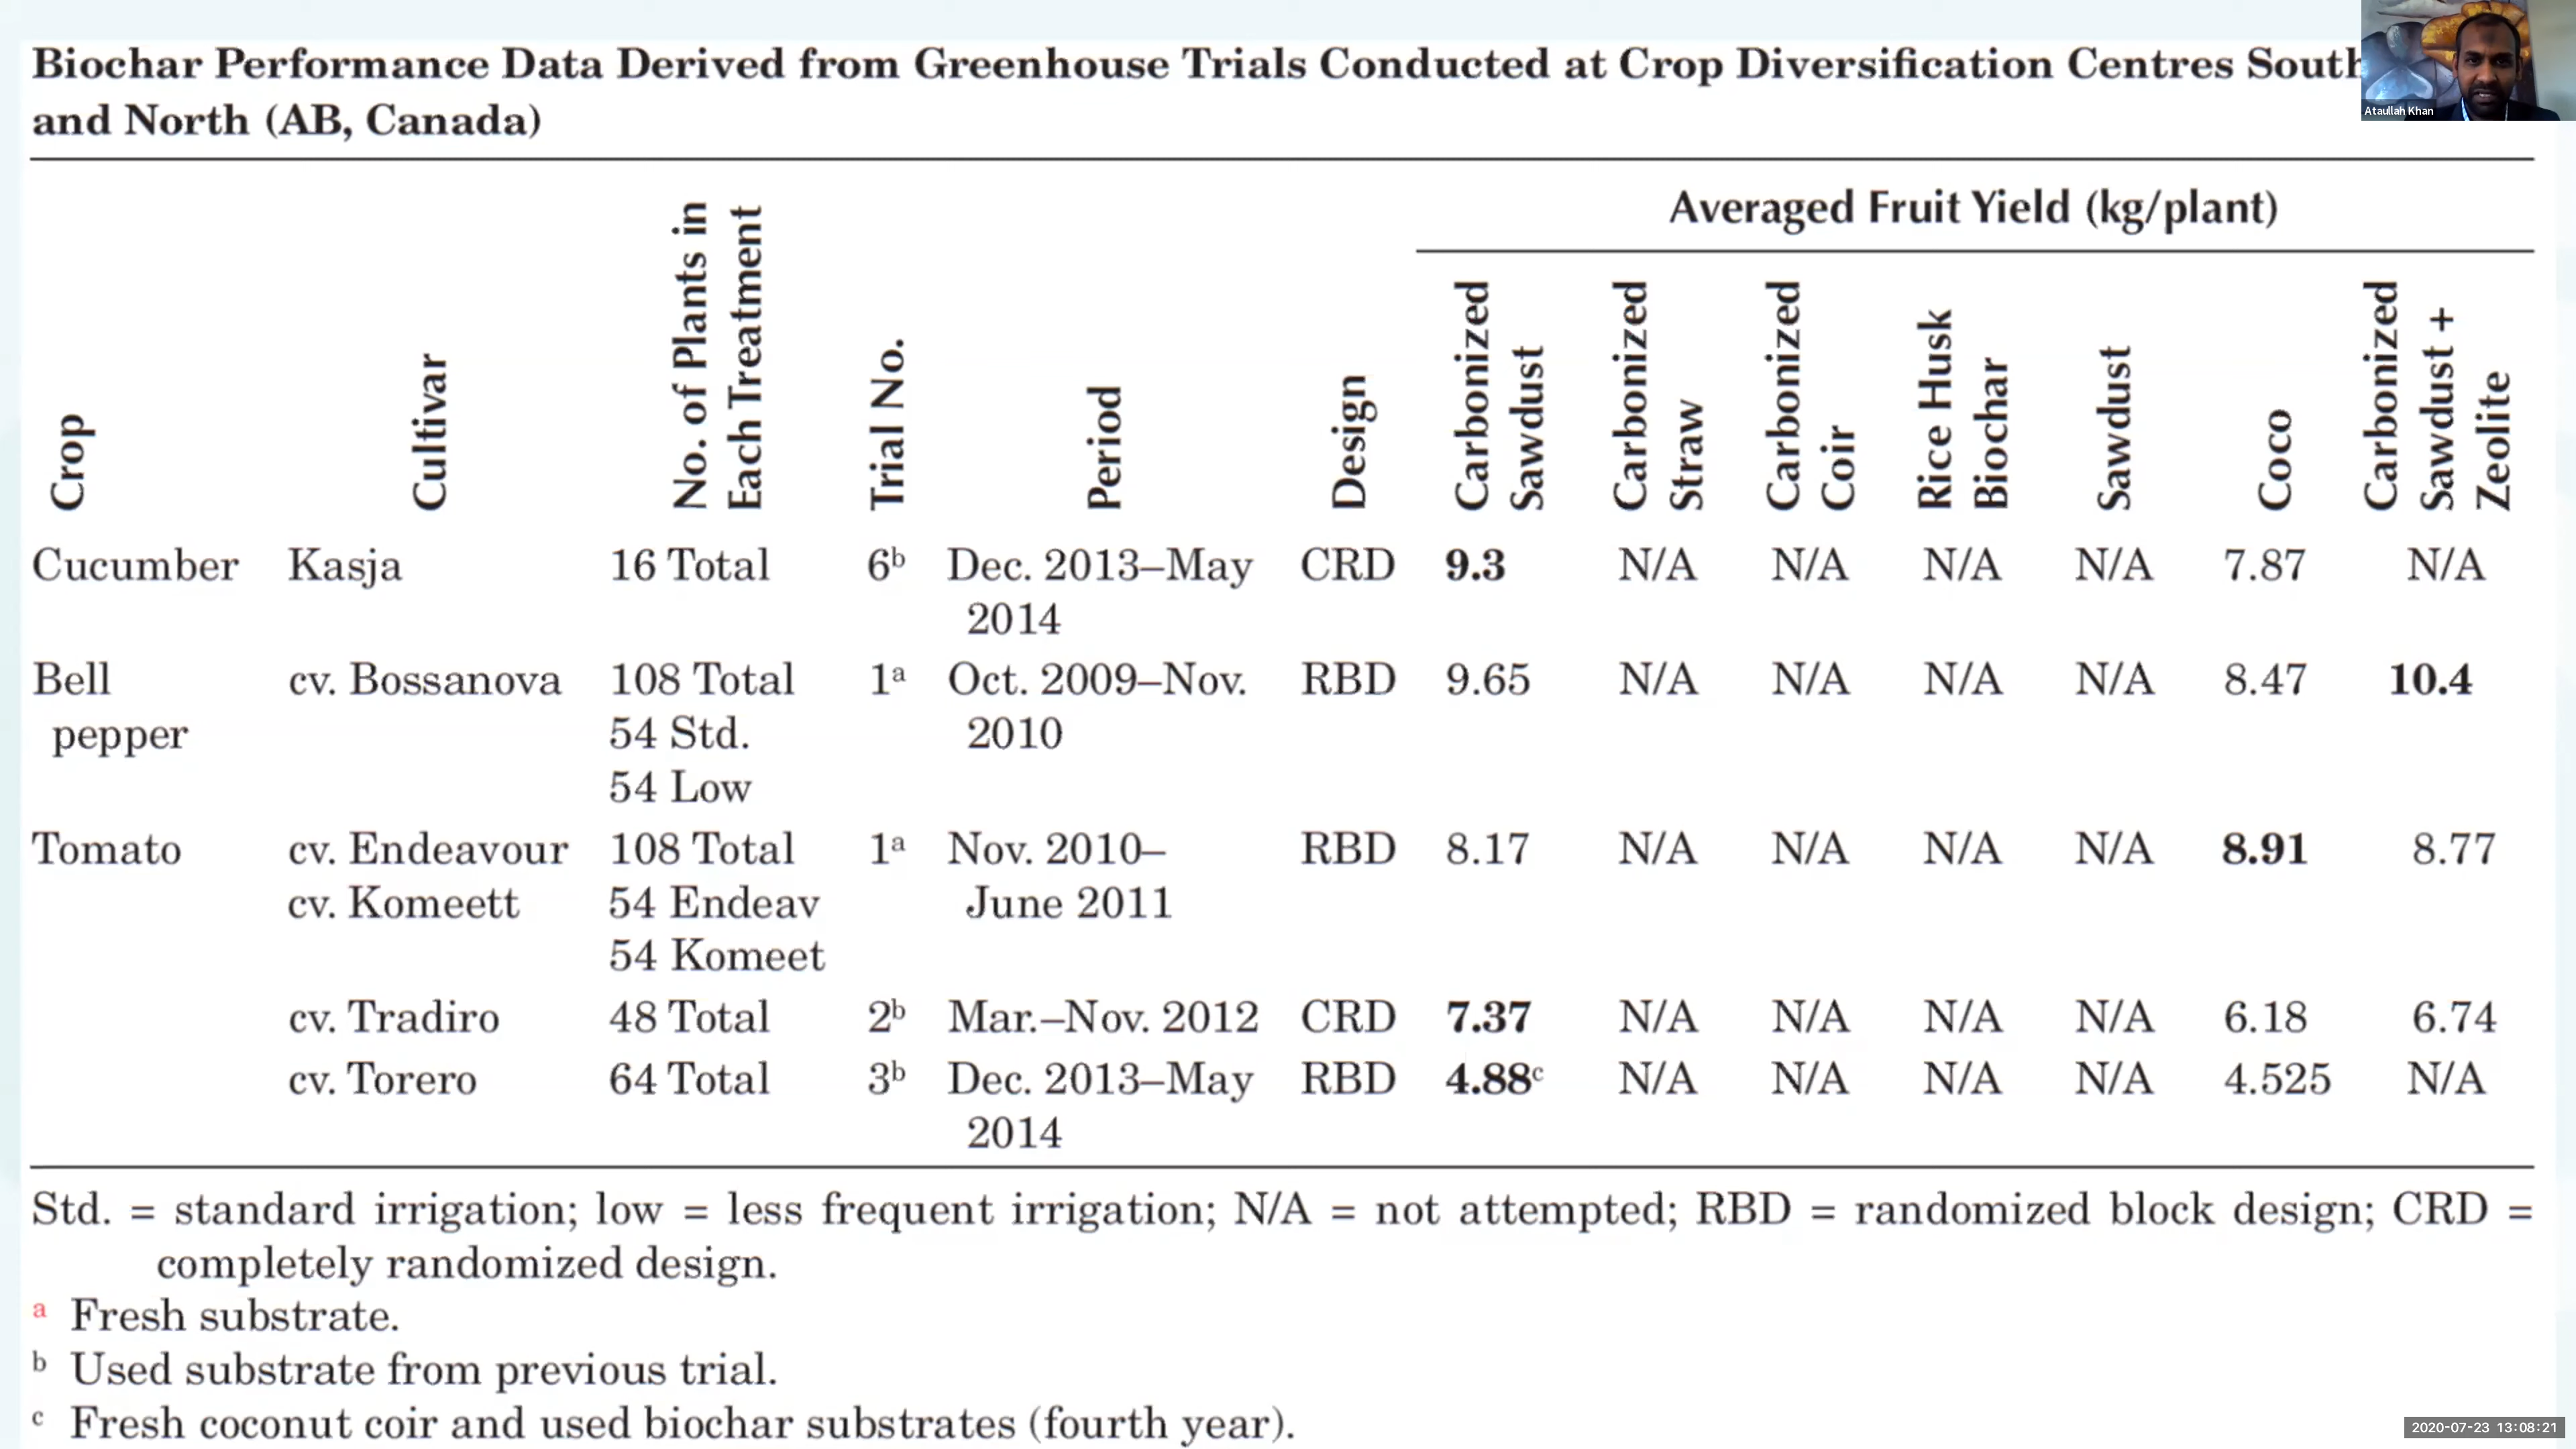 Biochar Performance Data Derived from Greenhouse Trials Conducted at Crop Diversification Centres South
and North (AB, Canada)
Ataullah Khan
Averaged Fruit Yield (kg/plant)
Crop Cultivar No. of Plants in Each Treatment Trial No. Period Design Carbonized Sawdust Carbonized Straw Carbonized Coir Rice Husk Biochar Sawdust Coco Carbonized Sawdust + Zeolite
Cucumber Kasja 16 Total 6b Dec. 2013–May CRD 9.3 N/A N/A N/A N/A 7.87 N/A
2014
Bell cv. Bossanova 108 Total 1a Oct. 2009–Nov. RBD 9.65 N/A N/A N/A N/A 8.47 10.4
pepper 54 Std. 2010
54 Low
Tomato cv. Endeavour 108 Total 1a Nov. 2010– RBD 8.17 N/A N/A N/A N/A 8.91 8.77
cv. Komeett 54 Endeav June 2011
54 Komeet
cv. Tradiro 48 Total 2b Mar.–Nov. 2012 CRD 7.37 N/A N/A N/A N/A 6.18 6.74
cv. Torero 64 Total 3b Dec. 2013–May RBD 4.88c N/A N/A N/A N/A 4.525 N/A
2014
Std. = standard irrigation; low = less frequent irrigation; N/A = not attempted; RBD = randomized block design; CRD =
completely randomized design.
a Fresh substrate.
b Used substrate from previous trial.
c Fresh coconut coir and used biochar substrates (fourth year).
2020-07-23 13:08:21